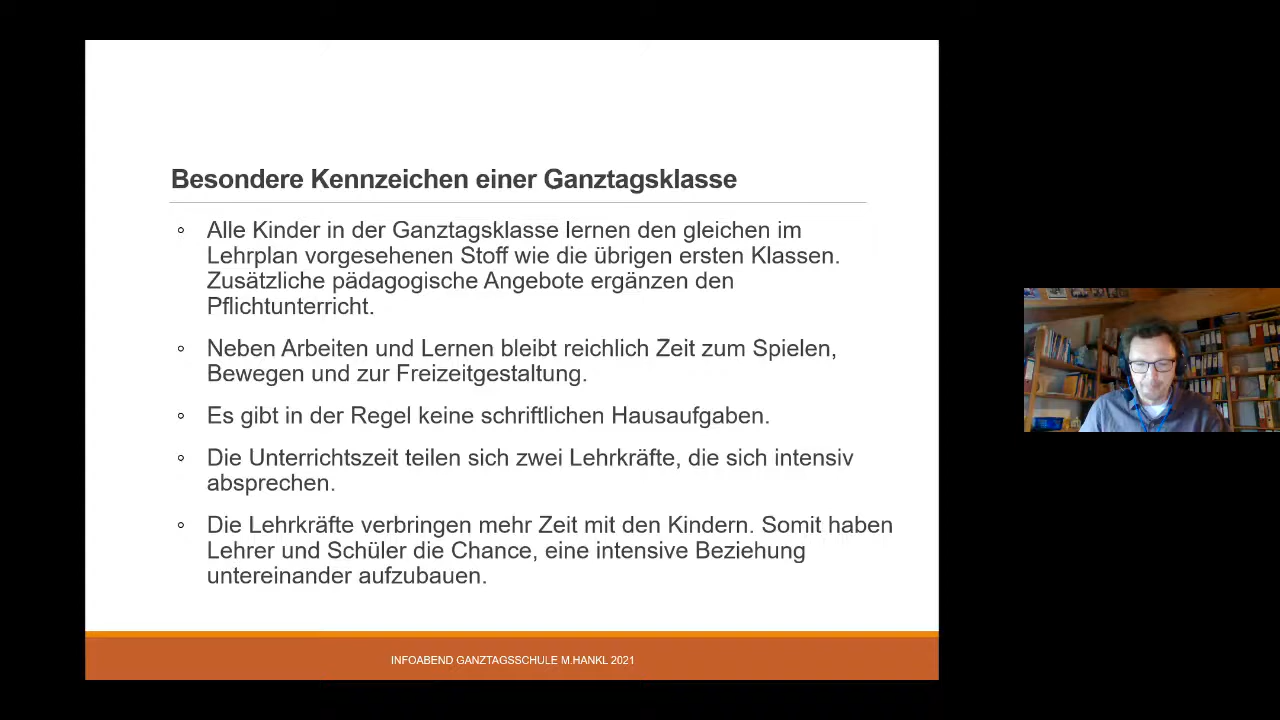 Besondere Kennzeichen einer Ganztagsklasse
Alle Kinder in der Ganztagsklasse lernen den gleichen im
Lehrplan vorgesehenen Stoff wie die übrigen ersten Klassen.
Zusätzliche pädagogische Angebote ergänzen den
Pflichtunterricht.
Neben Arbeiten und Lernen bleibt reichlich Zeit zum Spielen,
Bewegen und zur Freizeitgestaltung.
Es gibt in der Regel keine schriftlichen Hausaufgaben.
Die Unterrichtszeit teilen sich zwei Lehrkräfte, die sich intensiv
absprechen.
Die Lehrkräfte verbringen mehr Zeit mit den Kindern. Somit haben
Lehrer und Schüler die Chance, eine intensive Beziehung
untereinander aufzubauen.
INFOABEND GANZTAGSSCHULE M.HANKL 2021